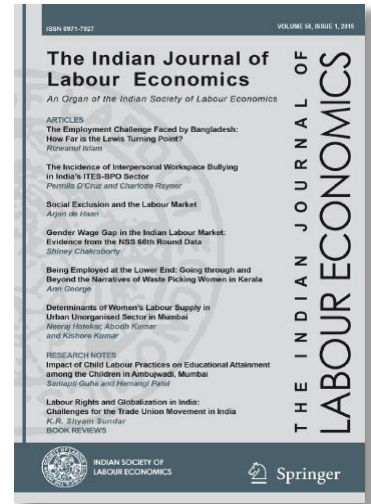 ISSN 0971-7927
VOLUME 58, ISSUE 1, 2015
The Indian Journal of
Labour Economics
An Organ of the Indian Society of Labour Economics
ARTICLES
The Employment Challenge Faced by Bangladesh:
How Far is the Lewis Turning Point?
Rizwanul Islam
The Incidence of Interpersonal Workspace Bullying
in India's ITES-BPO Sector
Permila D'Cruz and Charlotte Raynor
Social Exclusion and the Labour Market
Arjan de Haan
Gender Wage Gap in the Indian Labour Market:
Evidence from the NSS 66th Round Data
Shiney Chakraborty
Being Employed at the Lower End: Going through and
Beyond the Narratives of Waste Picking Women in Kerala
Ann George
Determinants of Women's Labour Supply in
Urban Unorganised Sector in Mumbai
Neeraj Hatekar, Abodh Kumar
and Kishore Kumar
RESEARCH NOTES
Impact of Child Labour Practices on Educational Attainment
among the Children in Ambujwadi, Mumbai
Samapti Guha and Hemangi Patel
Labour Rights and Globalization in India:
Challenges for the Trade Union Movement in India
K.R. Shyam Sundar
BOOK REVIEWS
THE INDIAN JOURNAL OF
LABOUR ECONOMICS
INDIAN SOCIETY OF
LABOUR ECONOMICS
Springer